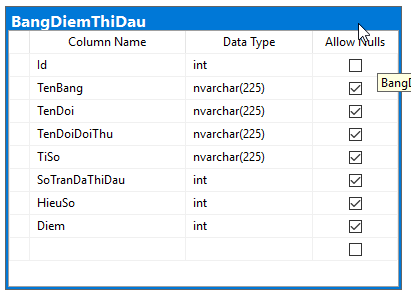 BangDiemThiDau
Column Name Data Type Allow Nulls
Id int
TenBang nvarchar(225)
TenDoi nvarchar(225)
TenDoiDoiThu nvarchar(225)
TiSo nvarchar(225)
SoTranDaThiDau int
HieuSo int
Diem int